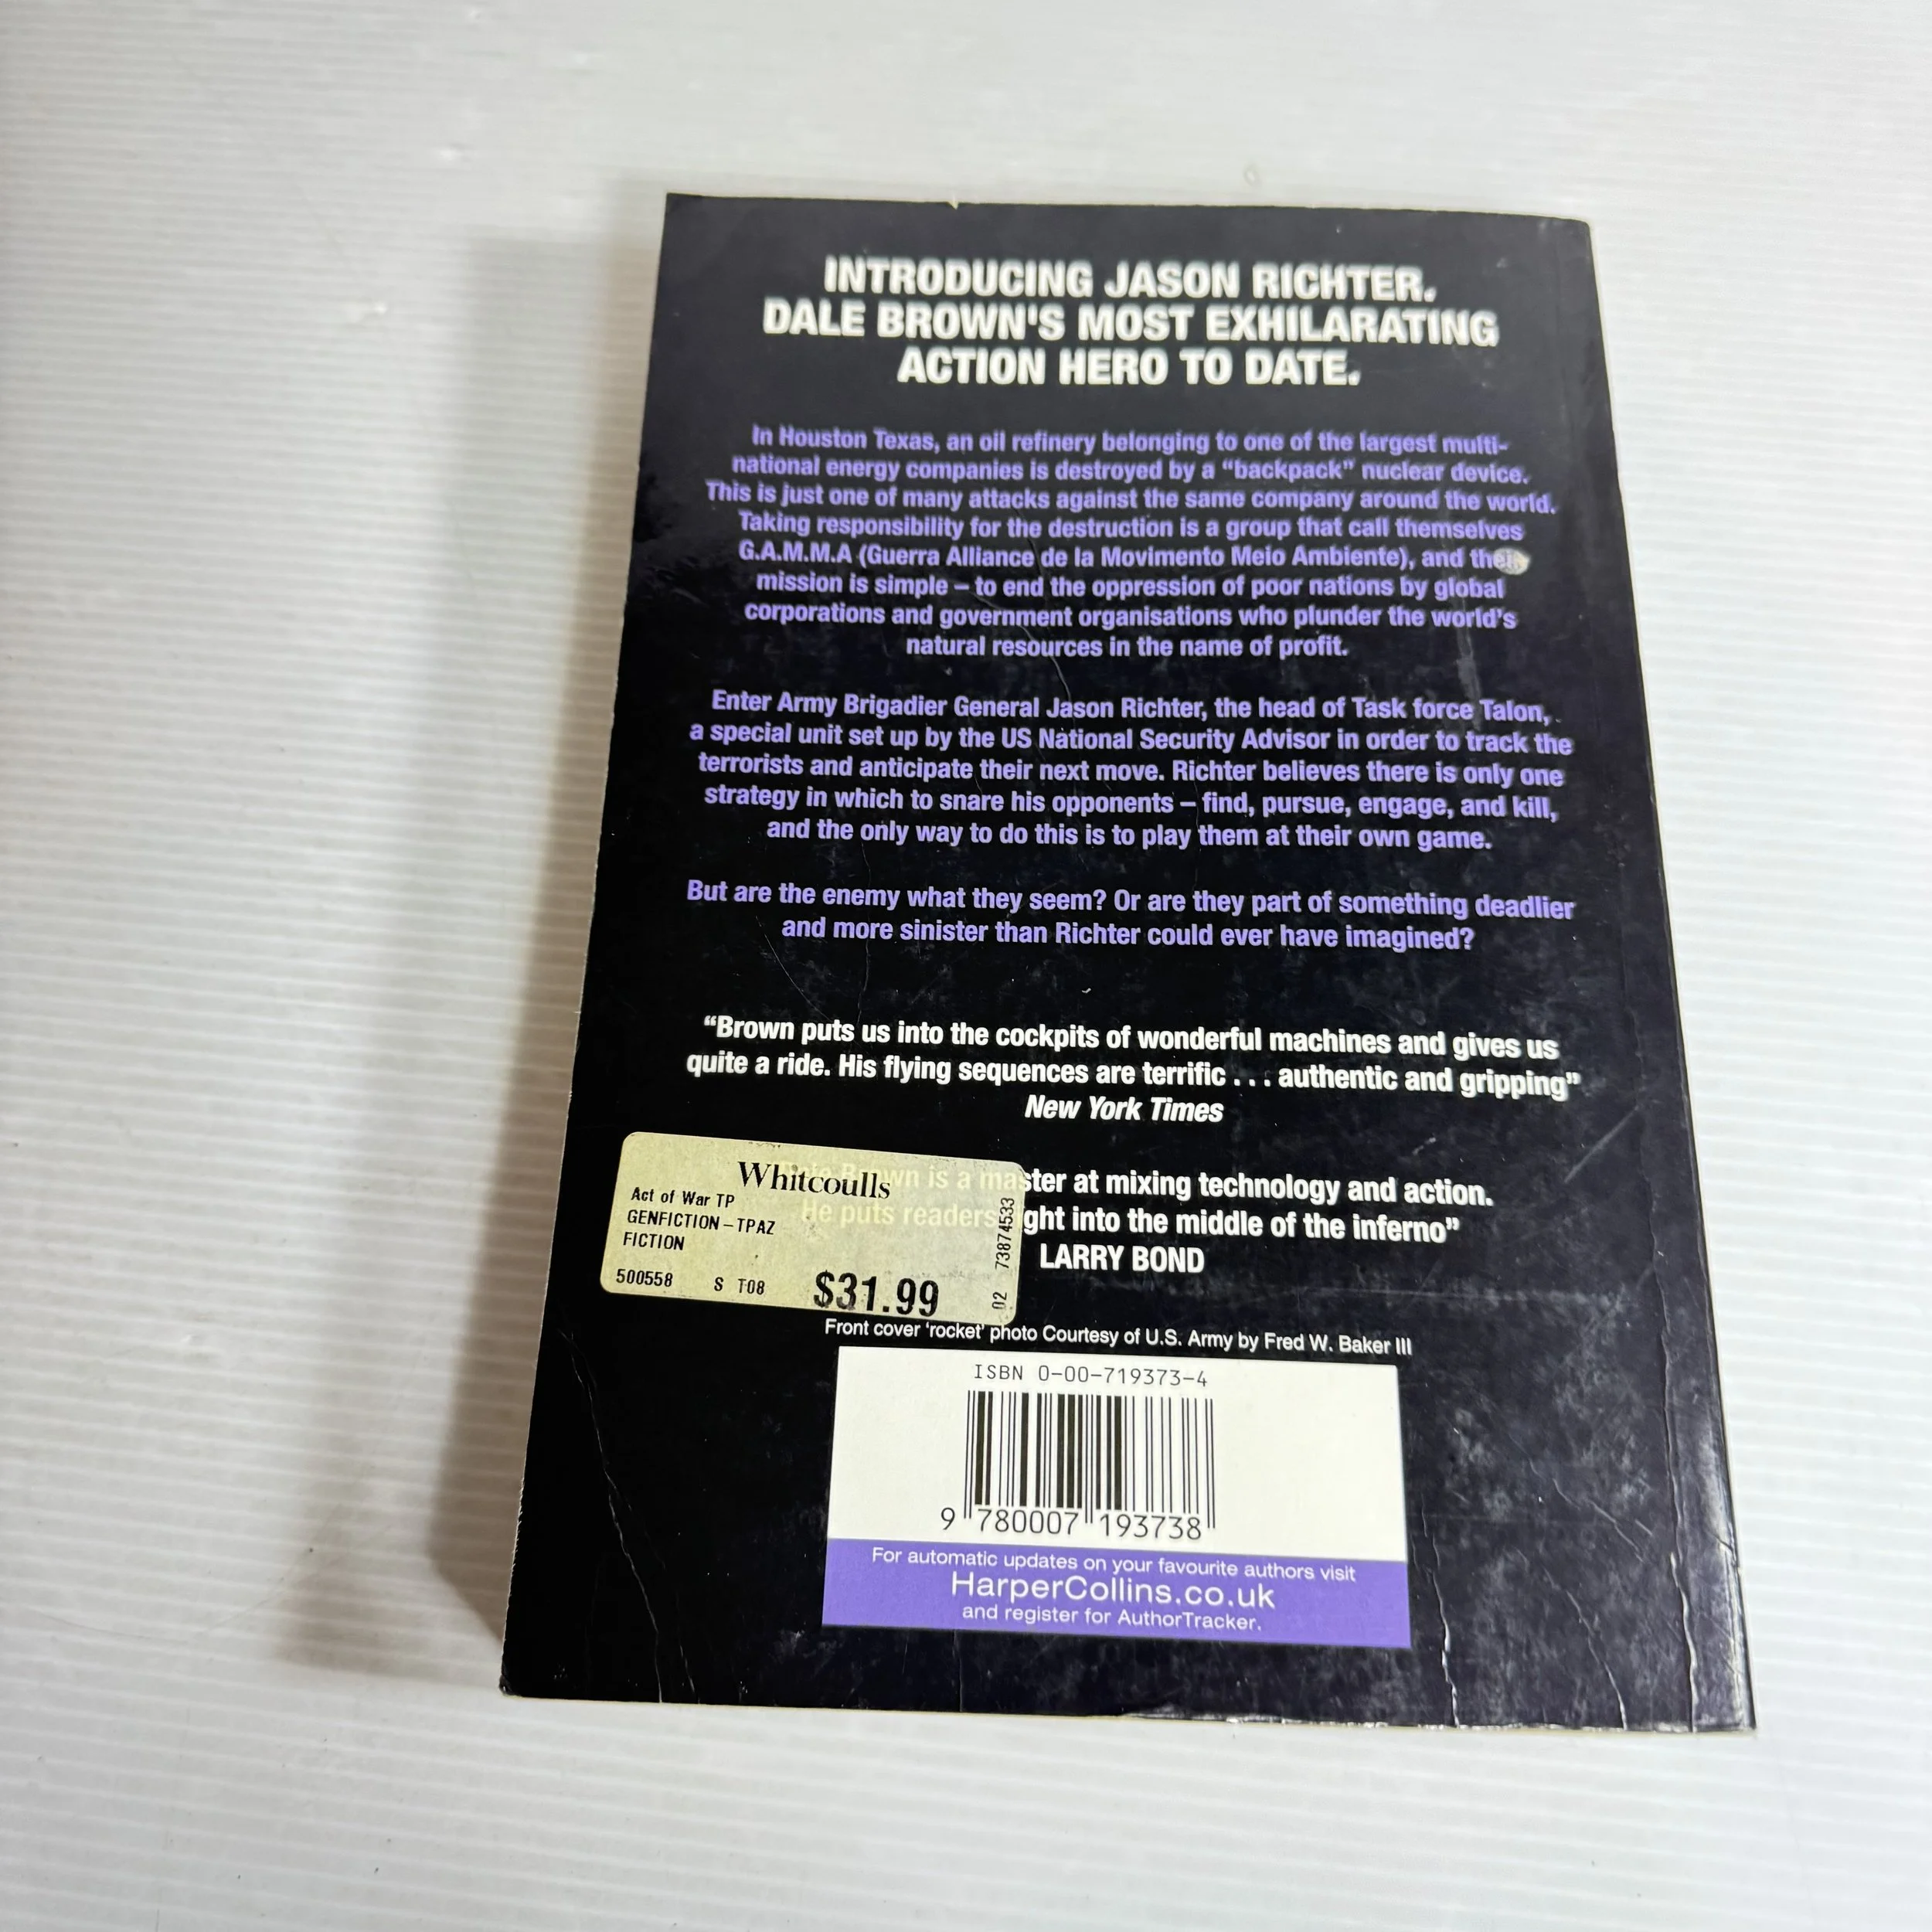 INTRODUCING JASON RICHTER.
DALE BROWN'S MOST EXHILARATING
ACTION HERO TO DATE.
In Houston Texas, an oil refinery belonging to one of the largest multi-
national energy companies is destroyed by a “backpack” nuclear device.
This is just one of many attacks against the same company around the world.
Taking responsibility for the destruction is a group that call themselves
G.A.M.M.A (Guerra Alliance de la Movimento Meio Ambiente), and their
mission is simple – to end the oppression of poor nations by global
corporations and government organisations who plunder the world's
natural resources in the name of profit.
Enter Army Brigadier General Jason Richter, the head of Task force Talon,
a special unit set up by the US National Security Advisor in order to track the
terrorists and anticipate their next move. Richter believes there is only one
strategy in which to snare his opponents – find, pursue, engage, and kill,
and the only way to do this is to play them at their own game.
But are the enemy what they seem? Or are they part of something deadlier
and more sinister than Richter could ever have imagined?
“Brown puts us into the cockpits of wonderful machines and gives us
quite a ride. His flying sequences are terrific . . . authentic and gripping”
New York Times
Brown is a master at mixing technology and action.
He puts readers right into the middle of the inferno”
LARRY BOND
Whitcoulls
Act of War TP
GENFICTION-TPAZ
FICTION
500558 S T08 $31.99
02 73874533
Front cover 'rocket' photo Courtesy of U.S. Army by Fred W. Baker III
ISBN 0-00-719373-4
9 780007 193738
For automatic updates on your favourite authors visit
HarperCollins.co.uk
and register for AuthorTracker.